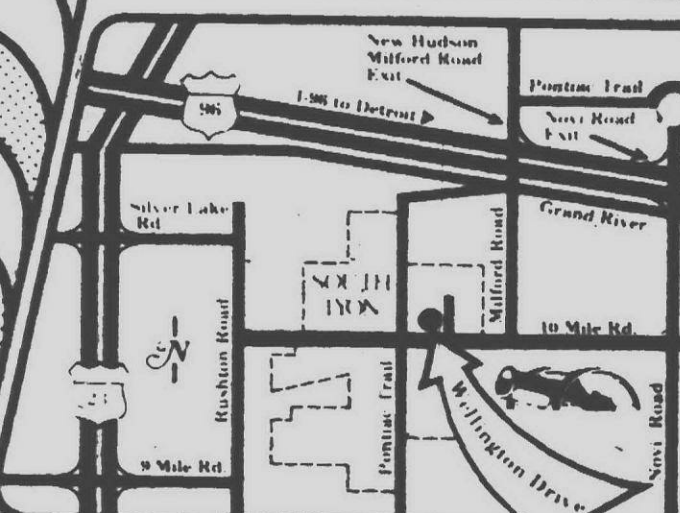 New Hudson
Milford Road
Exit
Pontiac Trail
96
I-96 to Detroit
Novi Road
Exit
Silver Lake
Rd
Grand River
Milford Road
SOUTH
LYON
10 Mile Rd.
N
Rushton Road
23
Pontiac Trail
Wellington Drive
Novi Road
9 Mile Rd